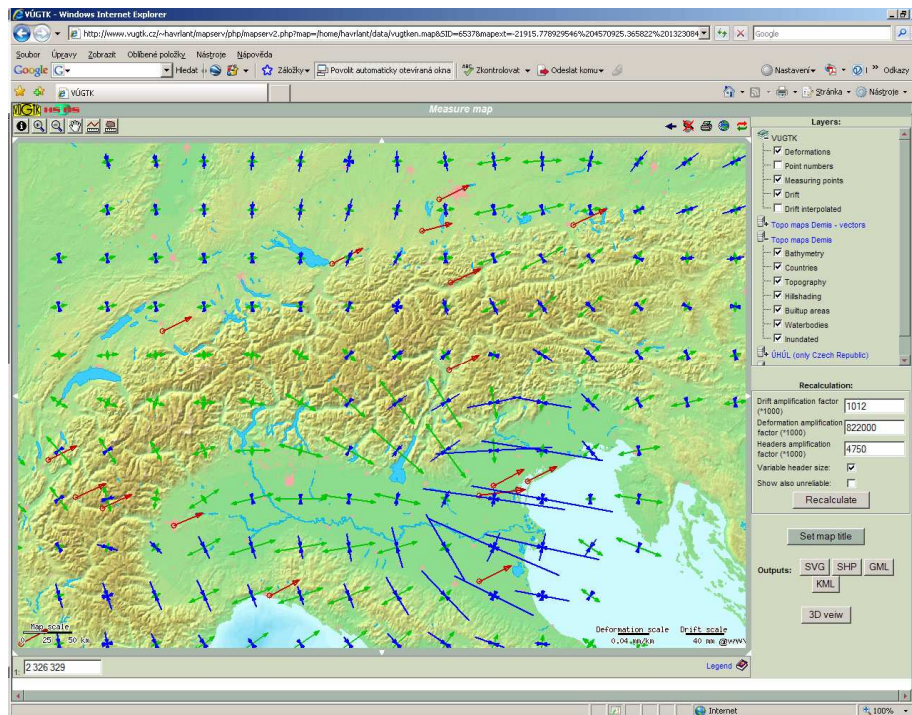 VÚGTK - Windows Internet Explorer
http://www.vugtk.cz/~havrlant/mapserv/php/mapserv2.php?map=/home/havrlant/data/vugtken.map&SID=6537&mapext=-21915.778929546%204570925.365822%201323084
Google
Soubor Úpravy Zobrazit Oblíbené položky Nástroje Nápověda
Google G Hledat Záložky Povolit automaticky otevíraná okna Zkontrolovat Odeslat komu Nastavení Odkazy
VÚGTK Stránka Nástroje
VÚGTK
Measure map
Layers:
VUGTK
Deformations
Point numbers
Measuring points
Drift
Drift interpolated
Topo maps Demis - vectors
Topo maps Demis
Bathymetry
Countries
Topography
Hillshading
Builtup areas
Waterbodies
Inundated
ÚHÚL (only Czech Republic)
Recalculation:
Drift amplification factor (*1000) 1012
Deformation amplification factor (*1000) 822000
Headers amplification factor (*1000) 4750
Variable header size:
Show also unreliable:
Recalculate
Set map title
Outputs: SVG SHP GML
KML
3D veiw
Map scale
0 25 50 km
Deformation scale
0.04 mm/km
Drift scale
40 mm
1: 2 326 329
Legend
Internet
100%